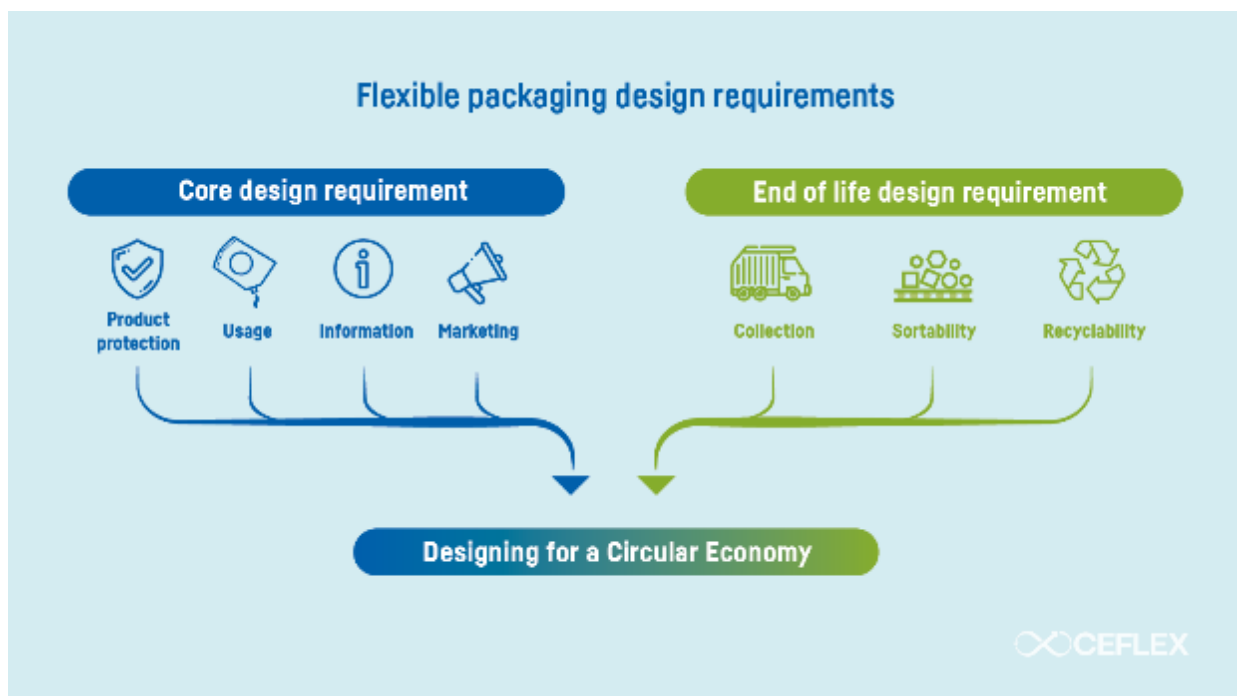 Flexible packaging design requirements
Core design requirement
End of life design requirement
Product
protection
Usage
Information
Marketing
Collection
Sortability
Recyclability
Designing for a Circular Economy
CEFLEX